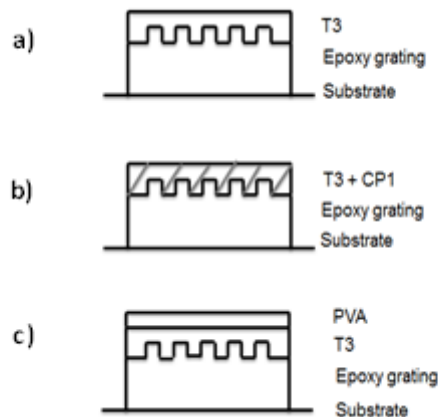 a)
T3
Epoxy grating
Substrate
b)
T3 + CP1
Epoxy grating
Substrate
c)
PVA
T3
Epoxy grating
Substrate